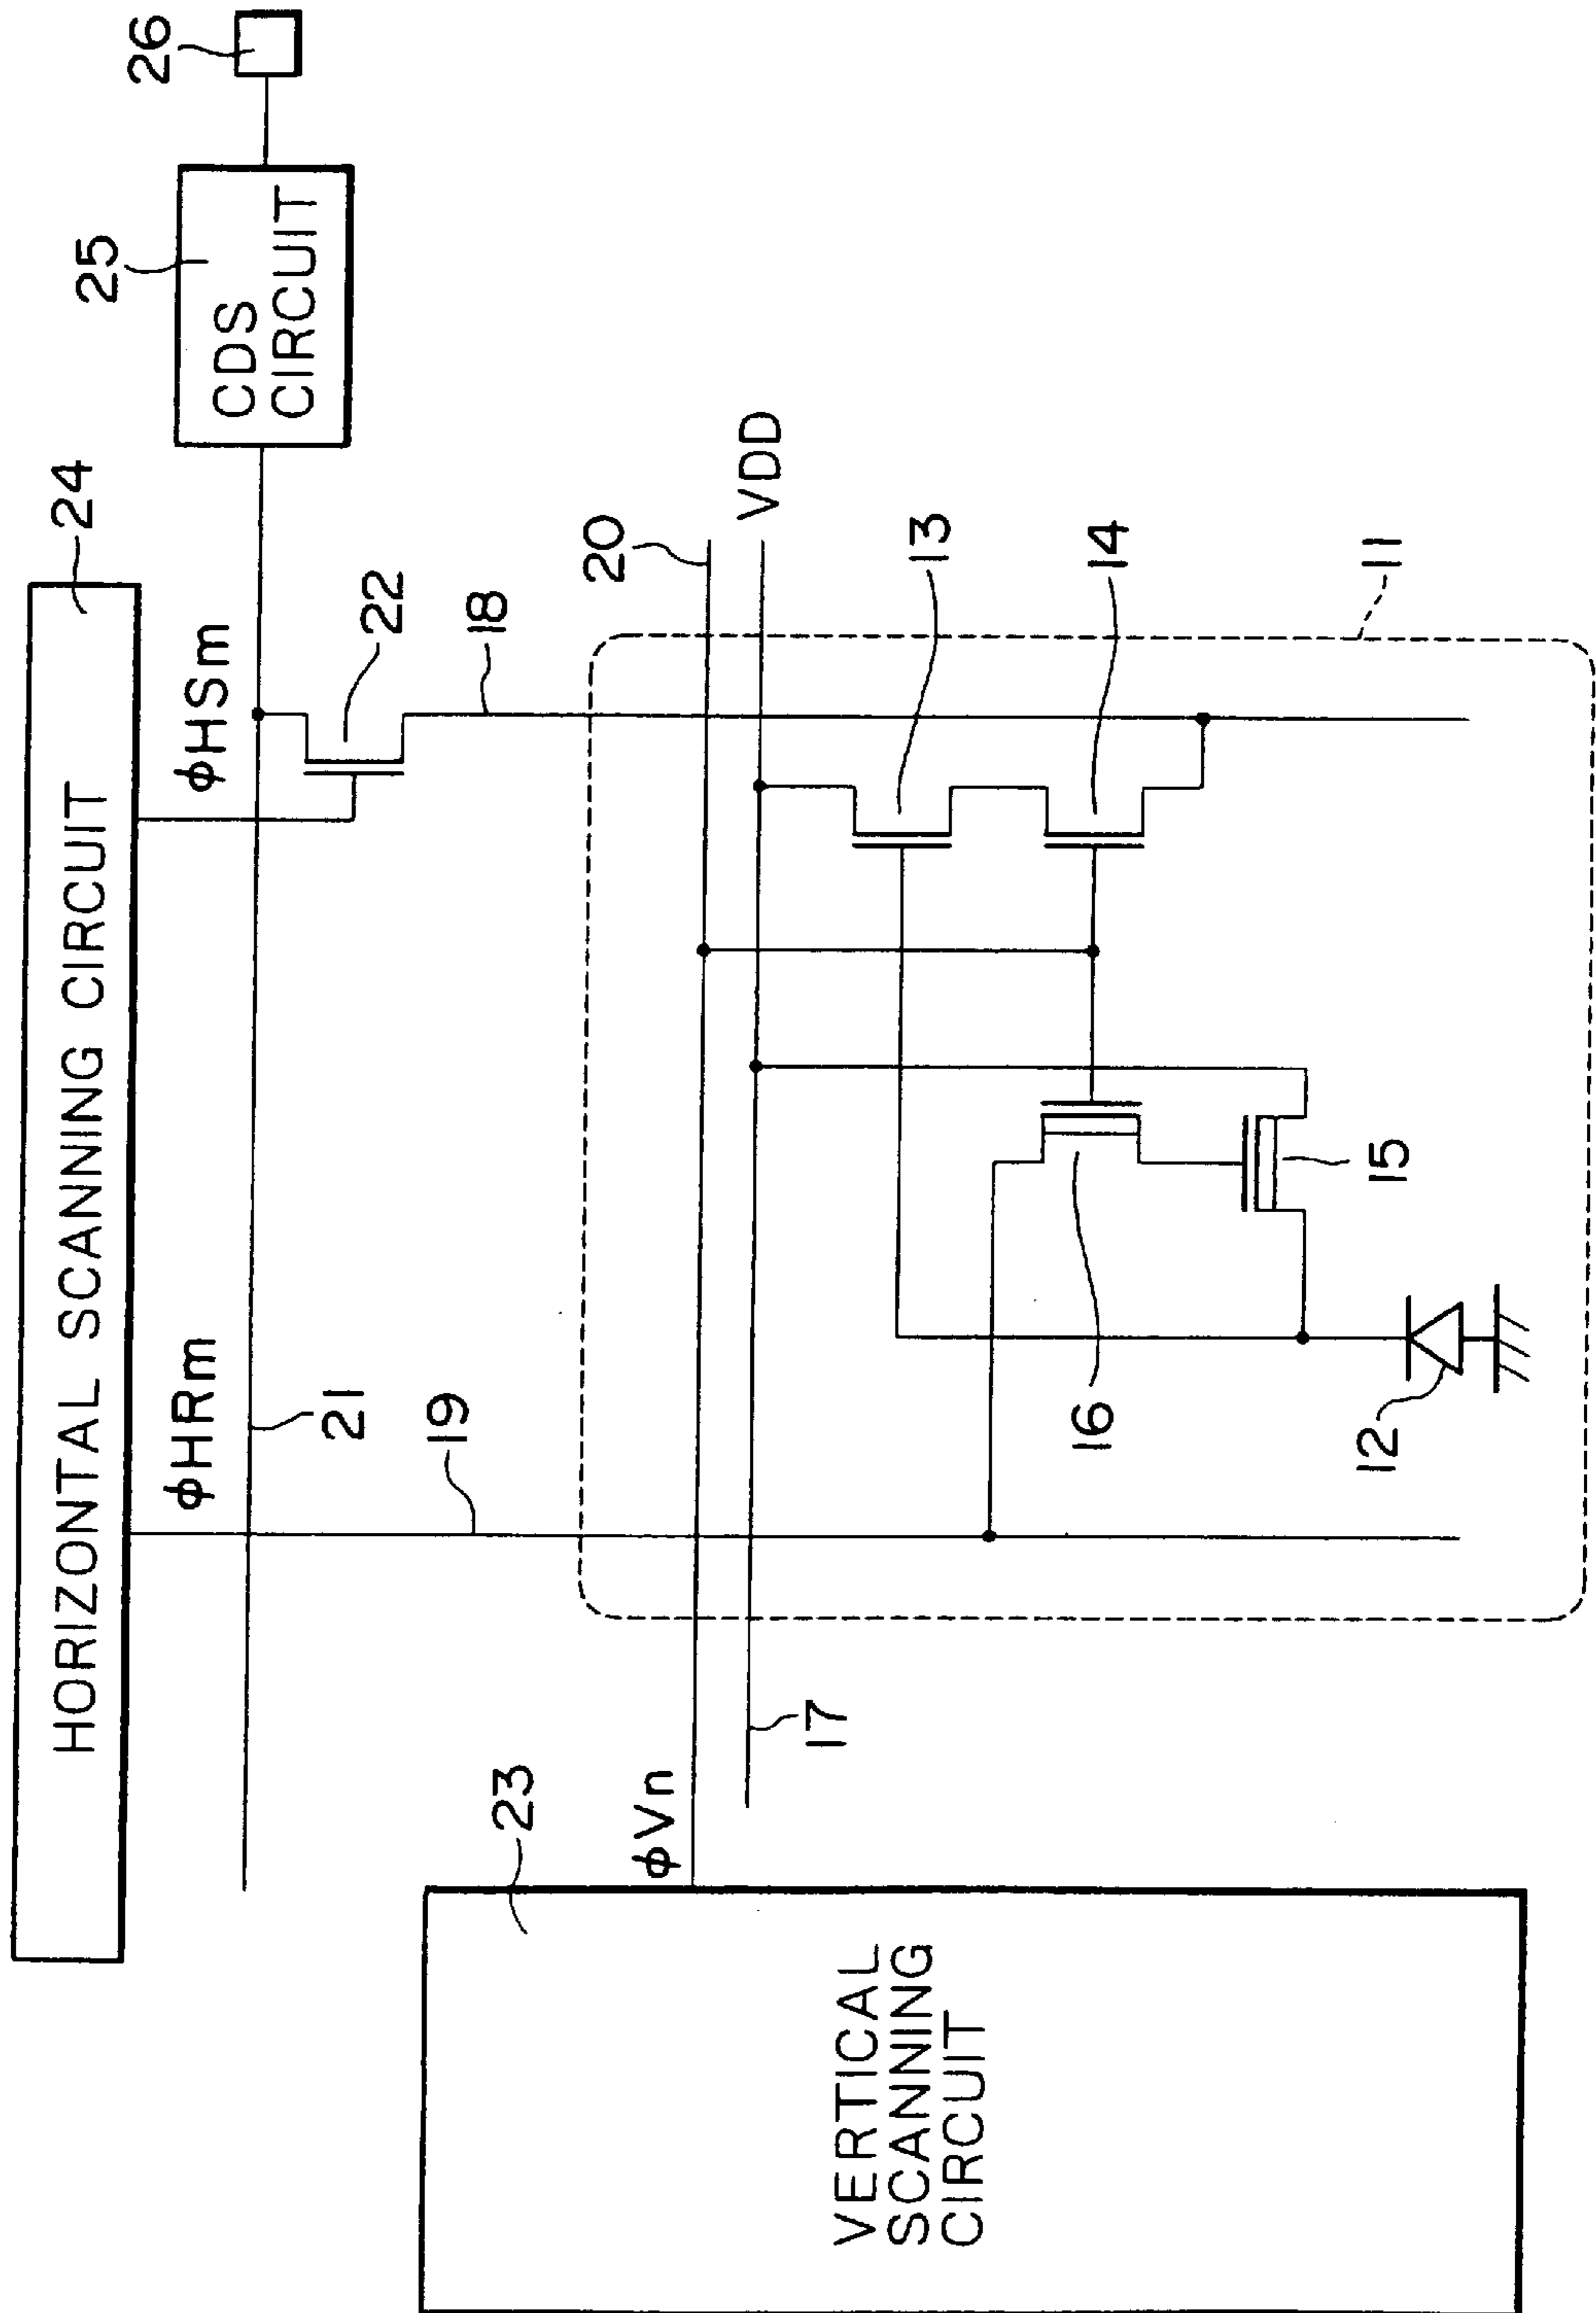 HORIZONTAL SCANNING CIRCUIT
24
26
25
CDS
CIRCUIT
φHRm
φHSm
21
22
19
18
20
VDD
23
φVn
17
13
14
16
15
12
11
VERTICAL
SCANNING
CIRCUIT